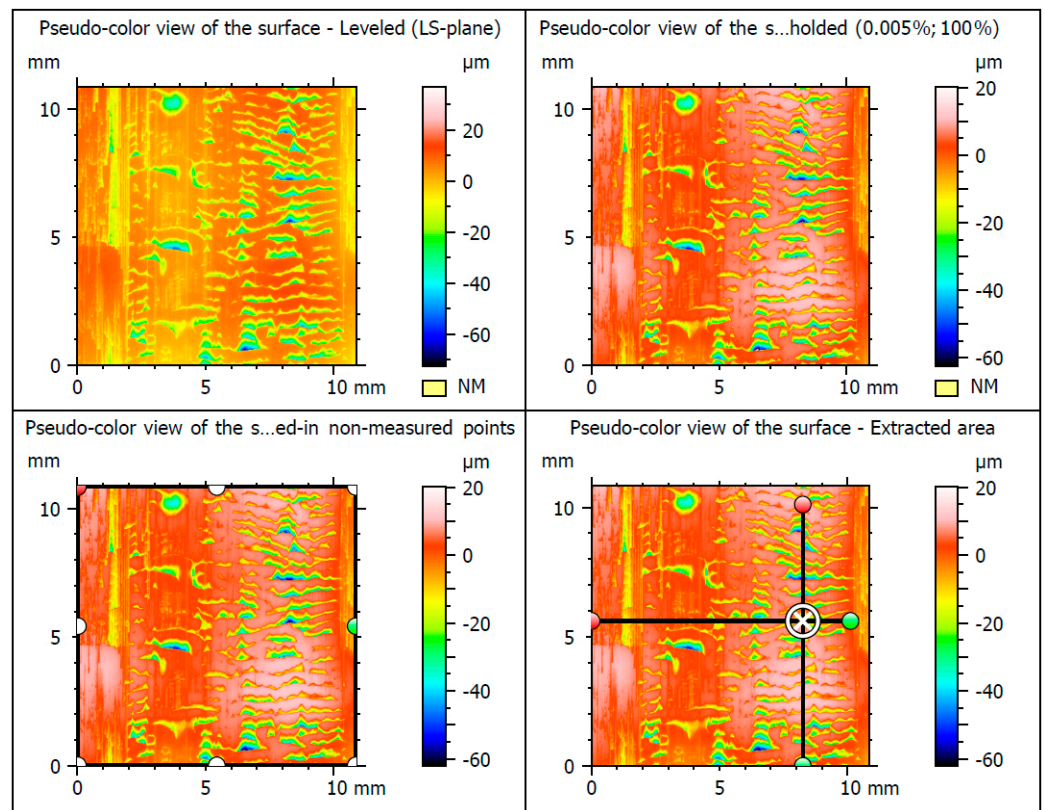 Pseudo-color view of the surface - Leveled (LS-plane)
mm
µm
10
5
0
0
5
10 mm
20
0
-20
-40
-60
NM
Pseudo-color view of the s...holded (0.005%; 100%)
mm
µm
10
5
0
0
5
10 mm
20
0
-20
-40
-60
NM
Pseudo-color view of the s...ed-in non-measured points
mm
µm
10
5
0
0
5
10 mm
20
0
-20
-40
-60
Pseudo-color view of the surface - Extracted area
mm
µm
10
5
0
0
5
10 mm
20
0
-20
-40
-60